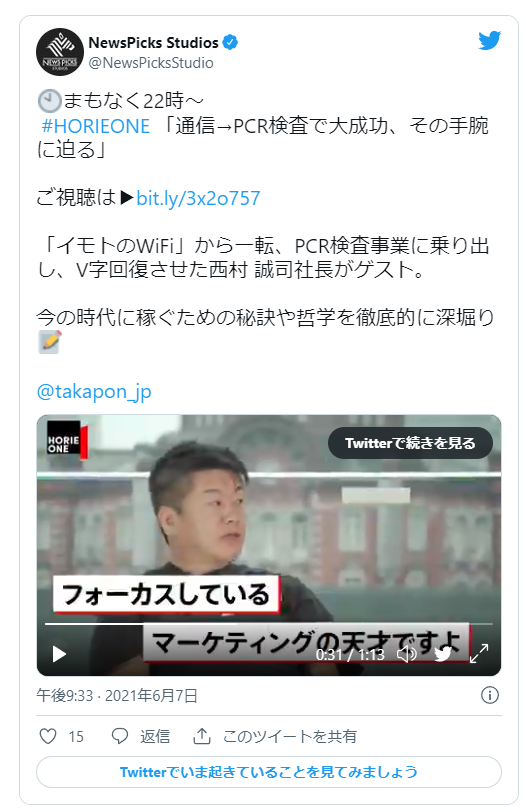 NEWS PICKS
STUDIOS
NewsPicks Studios
@NewsPicksStudio
まもなく22時〜
#HORIEONE 「通信→PCR検査で大成功、その手腕
に迫る」
ご視聴は▶bit.ly/3x2o757
「イモトのWiFi」から一転、PCR検査事業に乗り出
し、V字回復させた西村 誠司社長がゲスト。
今の時代に稼ぐための秘訣や哲学を徹底的に深堀り
@takapon_jp
HORIE
ONE
Twitterで続きを見る
フォーカスしている
マーケティングの天才ですよ
0:31 / 1:13
午後9:33 · 2021年6月7日
15 返信 このツイートを共有
Twitterでいま起きていることを見てみましょう